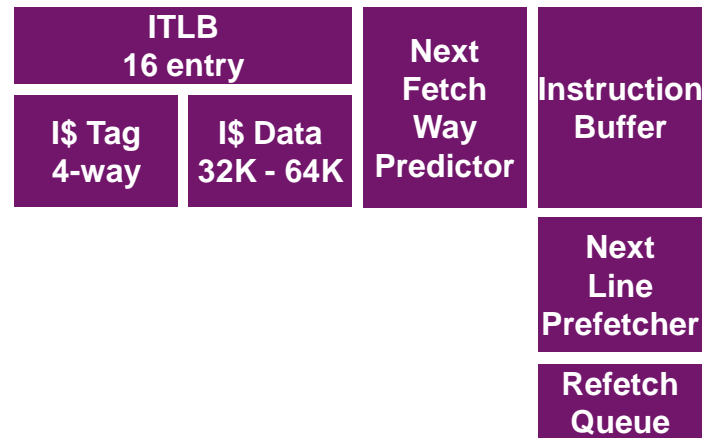 ITLB
16 entry
I$ Tag
4-way
I$ Data
32K - 64K
Next
Fetch
Way
Predictor
Instruction
Buffer
Next
Line
Prefetcher
Refetch
Queue